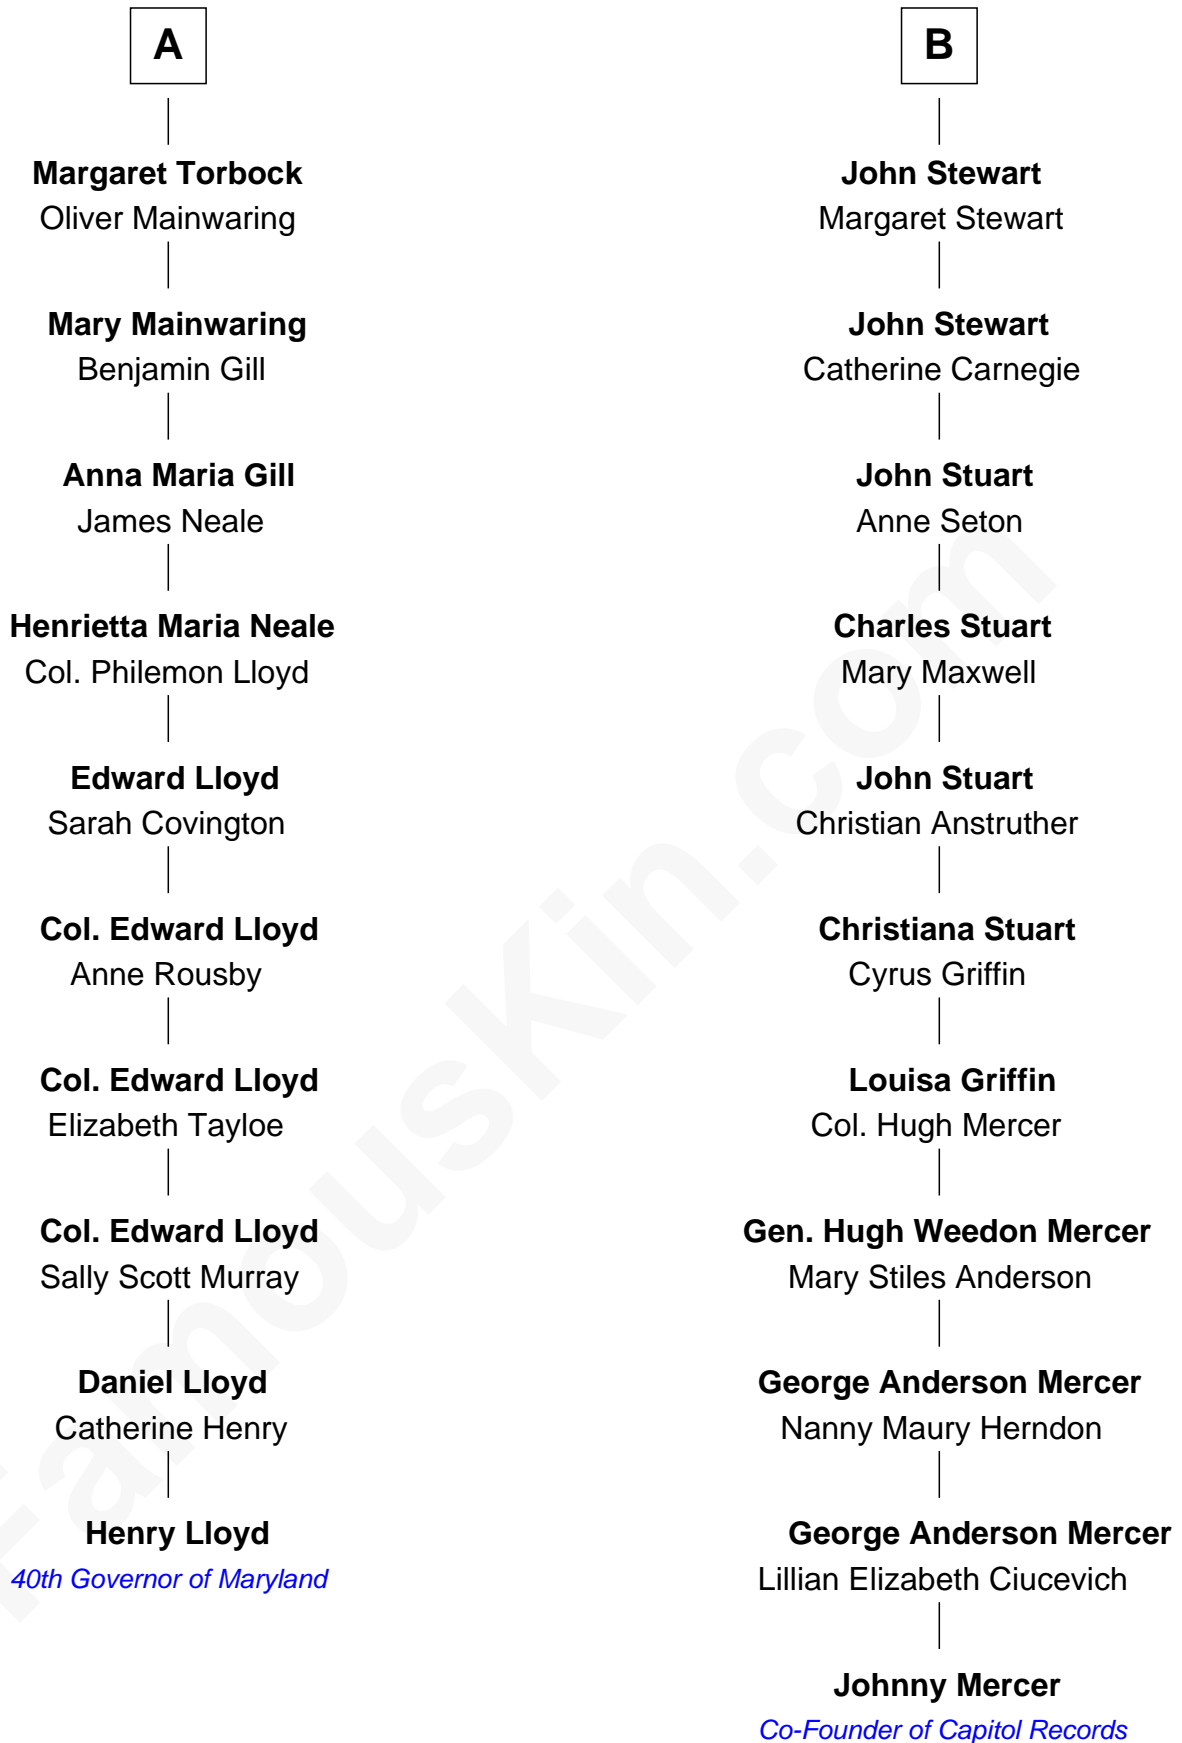 A
Margaret Torbock
Oliver Mainwaring
Mary Mainwaring
Benjamin Gill
Anna Maria Gill
James Neale
Henrietta Maria Neale
Col. Philemon Lloyd
Edward Lloyd
Sarah Covington
Col. Edward Lloyd
Anne Rousby
Col. Edward Lloyd
Elizabeth Tayloe
Col. Edward Lloyd
Sally Scott Murray
Daniel Lloyd
Catherine Henry
Henry Lloyd
40th Governor of Maryland
B
John Stewart
Margaret Stewart
John Stewart
Catherine Carnegie
John Stuart
Anne Seton
Charles Stuart
Mary Maxwell
John Stuart
Christian Anstruther
Christiana Stuart
Cyrus Griffin
Louisa Griffin
Col. Hugh Mercer
Gen. Hugh Weedon Mercer
Mary Stiles Anderson
George Anderson Mercer
Nanny Maury Herndon
George Anderson Mercer
Lillian Elizabeth Ciucevich
Johnny Mercer
Co-Founder of Capitol Records
FamousKin.com